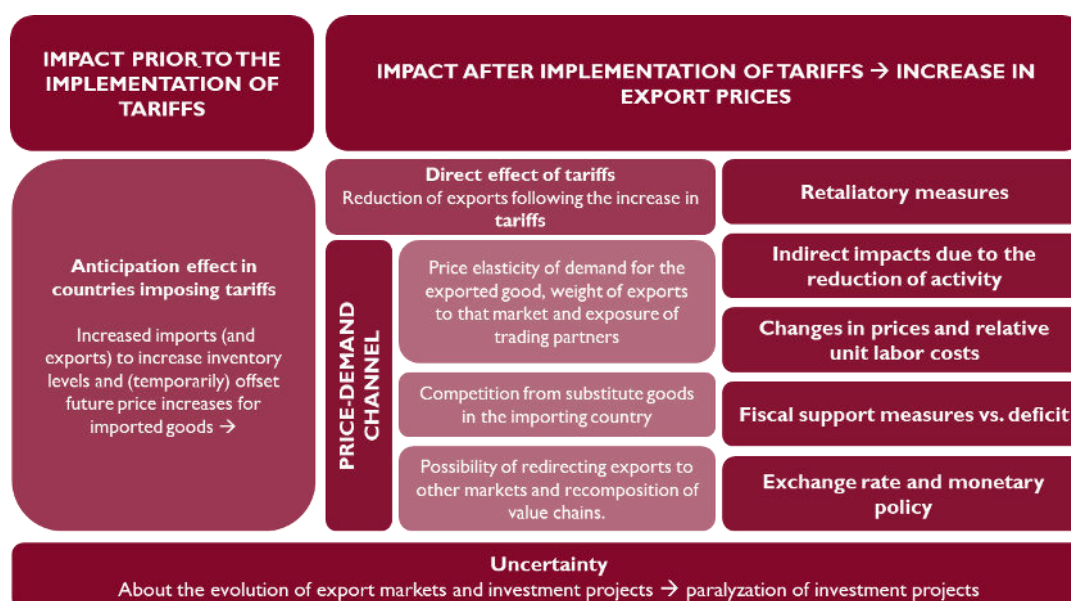 IMPACT PRIOR TO THE
IMPLEMENTATION OF
TARIFFS
IMPACT AFTER IMPLEMENTATION OF TARIFFS → INCREASE IN
EXPORT PRICES
Anticipation effect in
countries imposing tariffs
Increased imports (and
exports) to increase inventory
levels and (temporarily) offset
future price increases for
imported goods →
Direct effect of tariffs
Reduction of exports following the increase in
tariffs
PRICE-DEMAND
CHANNEL
Price elasticity of demand for the
exported good, weight of exports
to that market and exposure of
trading partners
Competition from substitute goods
in the importing country
Possibility of redirecting exports to
other markets and recomposition of
value chains.
Retaliatory measures
Indirect impacts due to the
reduction of activity
Changes in prices and relative
unit labor costs
Fiscal support measures vs. deficit
Exchange rate and monetary
policy
Uncertainty
About the evolution of export markets and investment projects → paralyzation of investment projects